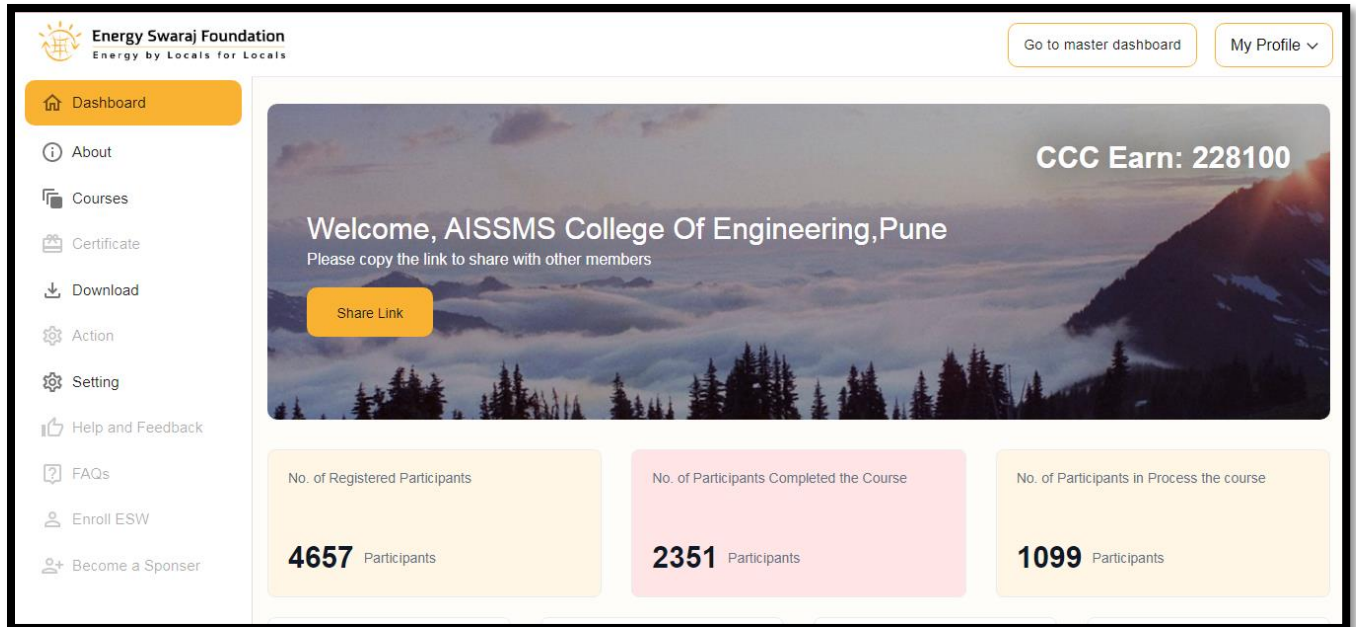 Energy Swaraj Foundation
Energy by Locals for Locals
Go to master dashboard
My Profile
Dashboard
About
Courses
Certificate
Download
Action
Setting
Help and Feedback
FAQs
Enroll ESW
Become a Sponser
CCC Earn: 228100
Welcome, AISSMS College Of Engineering,Pune
Please copy the link to share with other members
Share Link
No. of Registered Participants
4657 Participants
No. of Participants Completed the Course
2351 Participants
No. of Participants in Process the course
1099 Participants